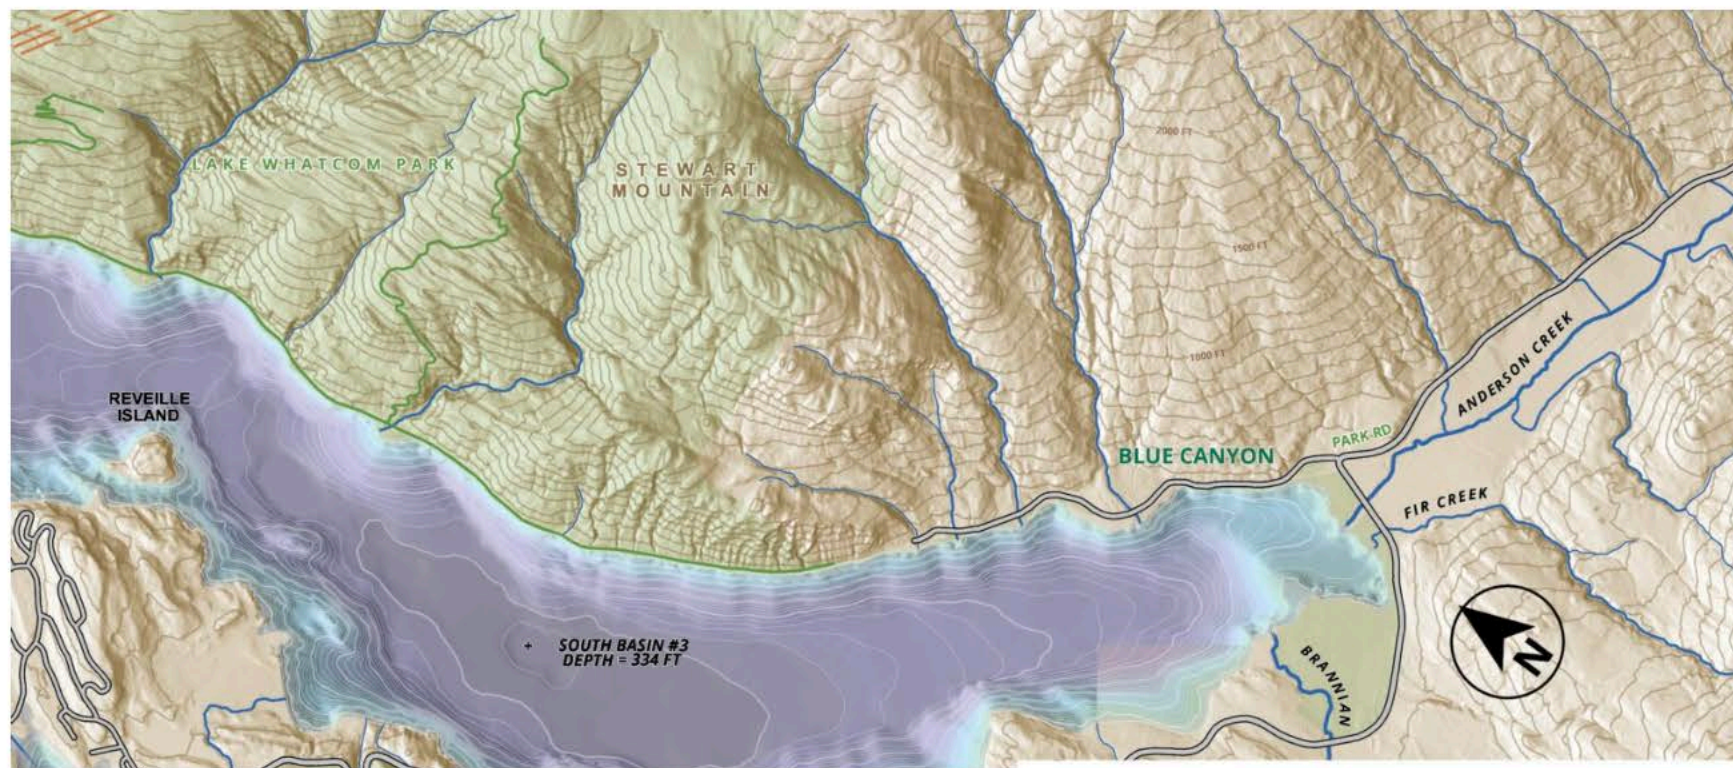 2000 FT
LAKE WHATCOM PARK
STEWART
MOUNTAIN
1500 FT
1000 FT
REVEILLE
ISLAND
ANDERSON CREEK
PARK RD
BLUE CANYON
FIR CREEK
SOUTH BASIN #3
DEPTH = 334 FT
BRANNIAN
N